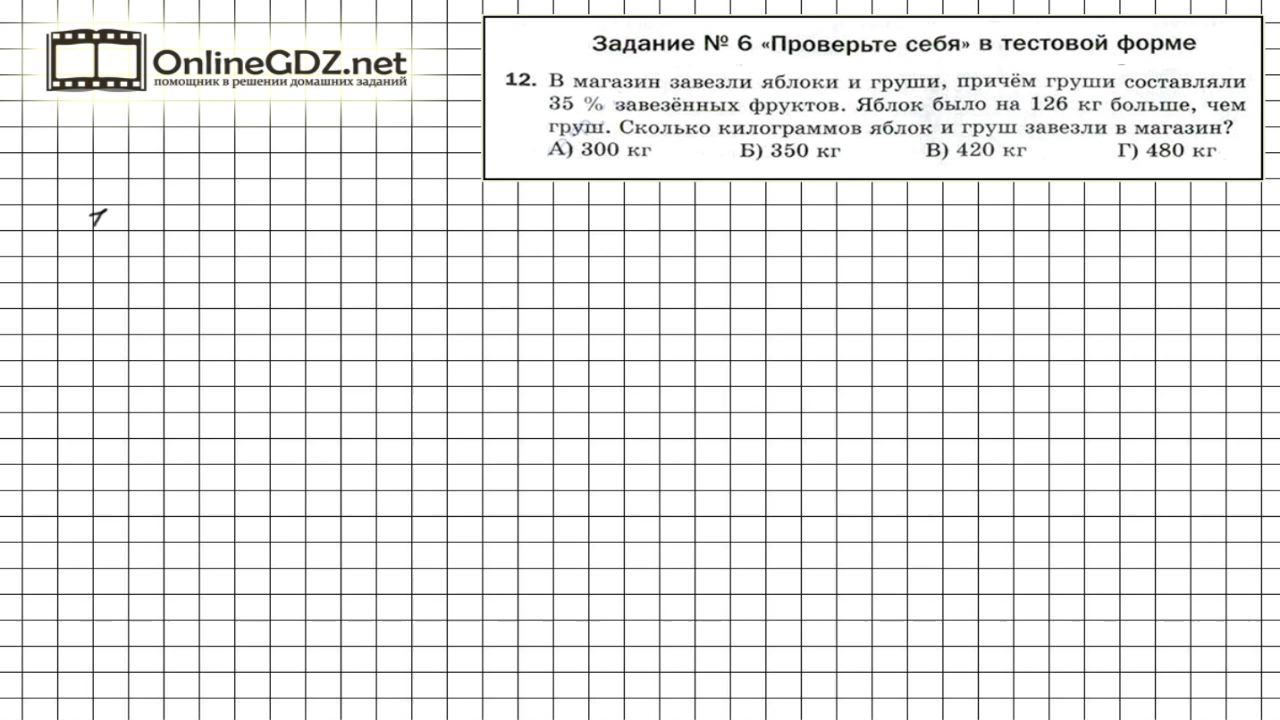 OnlineGDZ.net
помощник в решении домашних заданий
Задание № 6 «Проверьте себя» в тестовой форме
12. В магазин завезли яблоки и груши, причём груши составляли
35 % завезённых фруктов. Яблок было на 126 кг больше, чем
груш. Сколько килограммов яблок и груш завезли в магазин?
А) 300 кг Б) 350 кг В) 420 кг Г) 480 кг